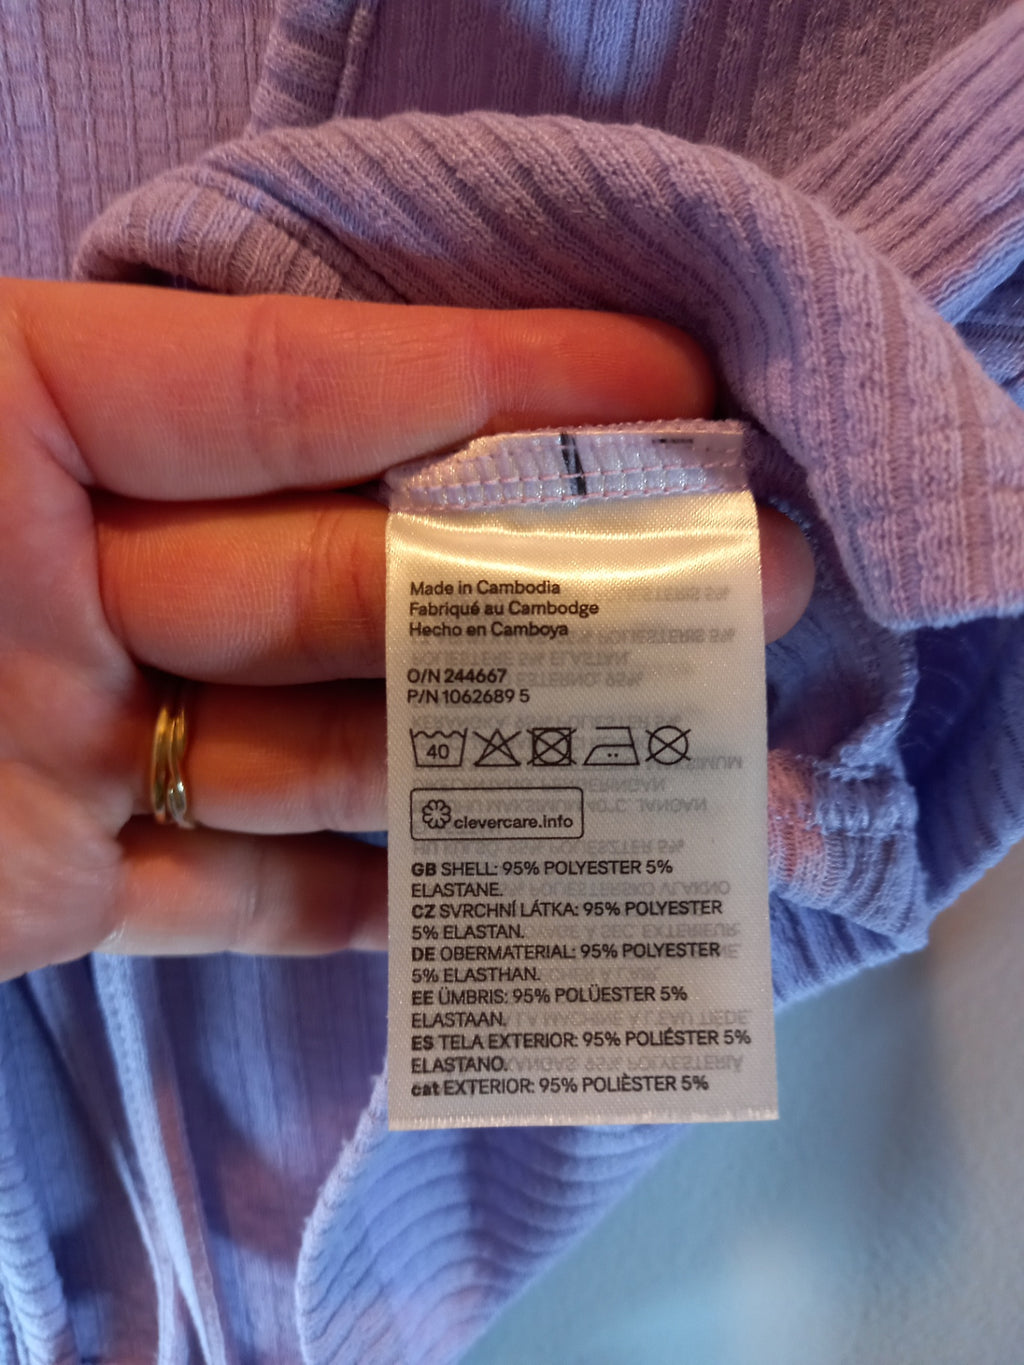 Made in Cambodia
Fabriqué au Cambodge
Hecho en Camboya
O/N 244667
P/N 1062689 5
40
clevercare.info
GB SHELL: 95% POLYESTER 5%
ELASTANE.
CZ SVRCHNÍ LÁTKA: 95% POLYESTER
5% ELASTAN.
DE OBERMATERIAL: 95% POLYESTER
5% ELASTHAN.
EE ÜMBRIS: 95% POLÜESTER 5%
ELASTAAN.
ES TELA EXTERIOR: 95% POLIÉSTER 5%
ELASTANO.
cat EXTERIOR: 95% POLIÈSTER 5%